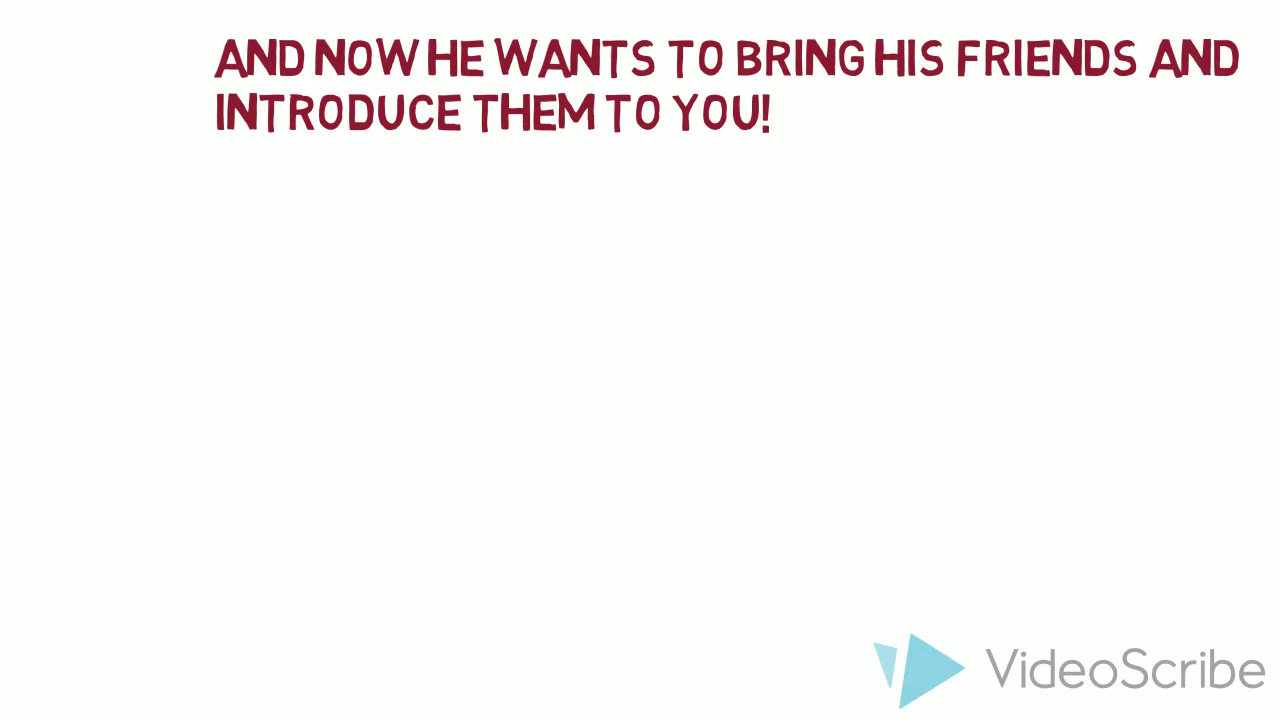 AND NOW HE WANTS TO BRING HIS FRIENDS AND
INTRODUCE THEM TO YOU!
VideoScribe